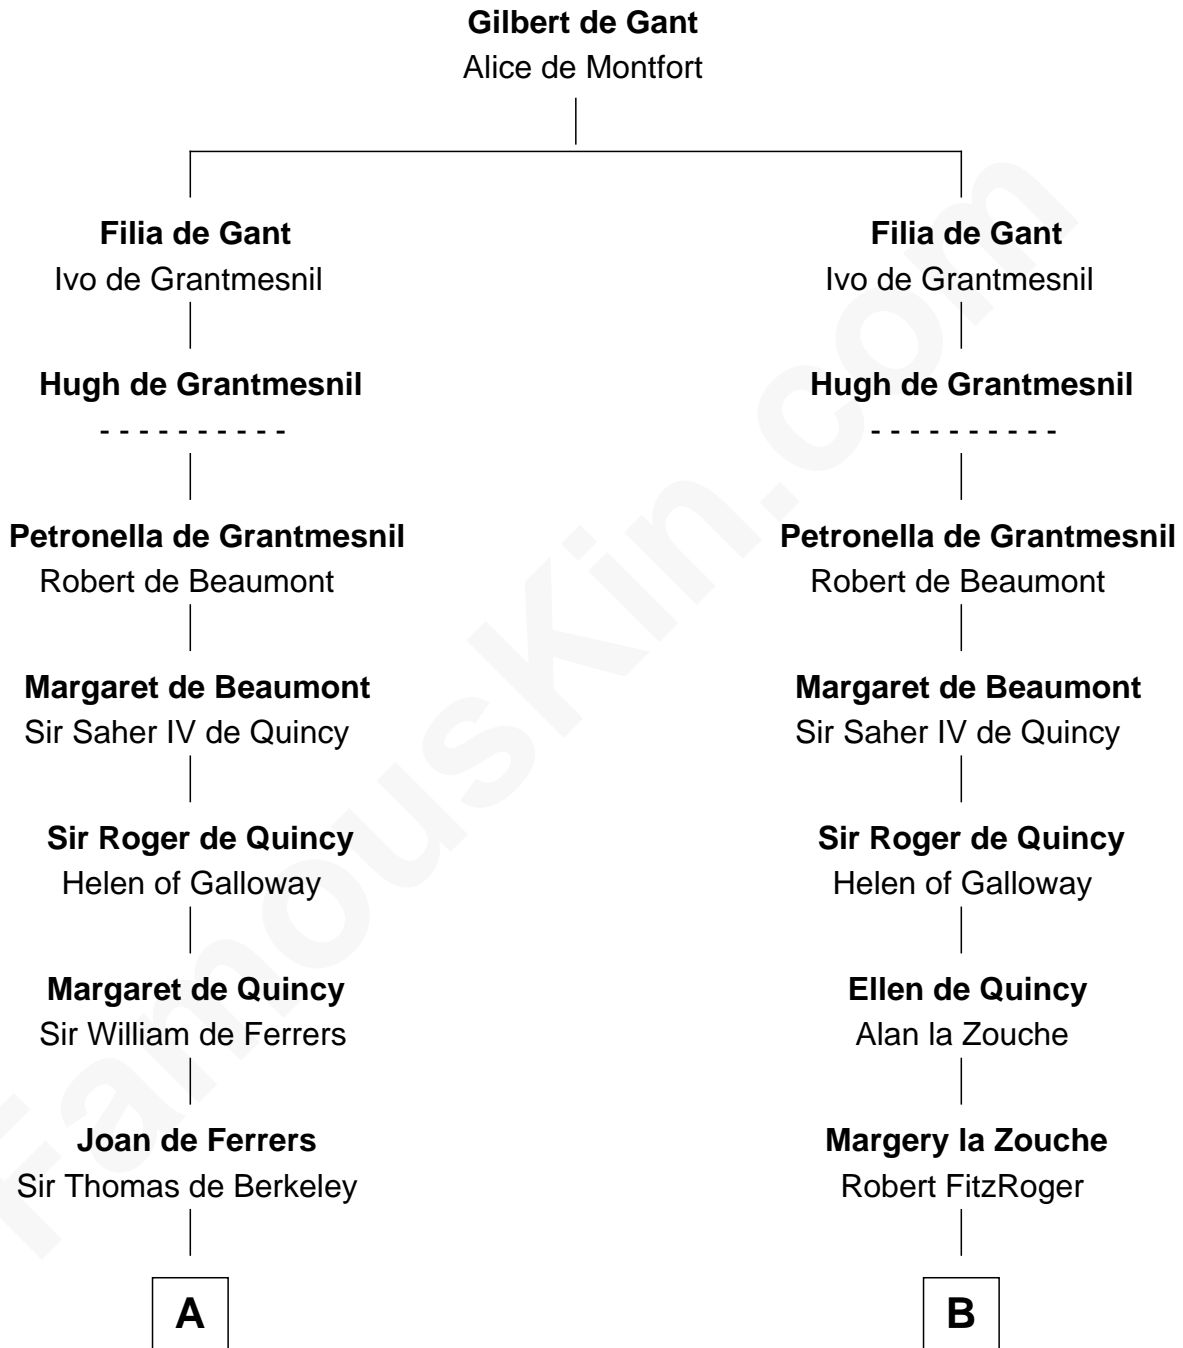 Gilbert de Gant
Alice de Montfort
Filia de Gant
Ivo de Grantmesnil
Hugh de Grantmesnil
- - - - - - - - - -
Petronella de Grantmesnil
Robert de Beaumont
Margaret de Beaumont
Sir Saher IV de Quincy
Sir Roger de Quincy
Helen of Galloway
Margaret de Quincy
Sir William de Ferrers
Joan de Ferrers
Sir Thomas de Berkeley
A
Filia de Gant
Ivo de Grantmesnil
Hugh de Grantmesnil
- - - - - - - - - -
Petronella de Grantmesnil
Robert de Beaumont
Margaret de Beaumont
Sir Saher IV de Quincy
Sir Roger de Quincy
Helen of Galloway
Ellen de Quincy
Alan la Zouche
Margery la Zouche
Robert FitzRoger
B
FamousKin.com